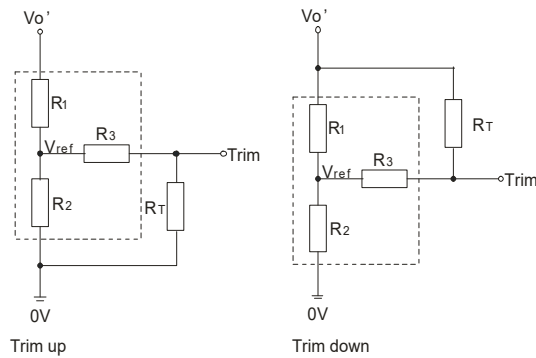 Vo'
R1
Vref
R3
Trim
R2
RT
0V
Trim up
Vo'
R1
RT
Vref
R3
Trim
R2
0V
Trim down